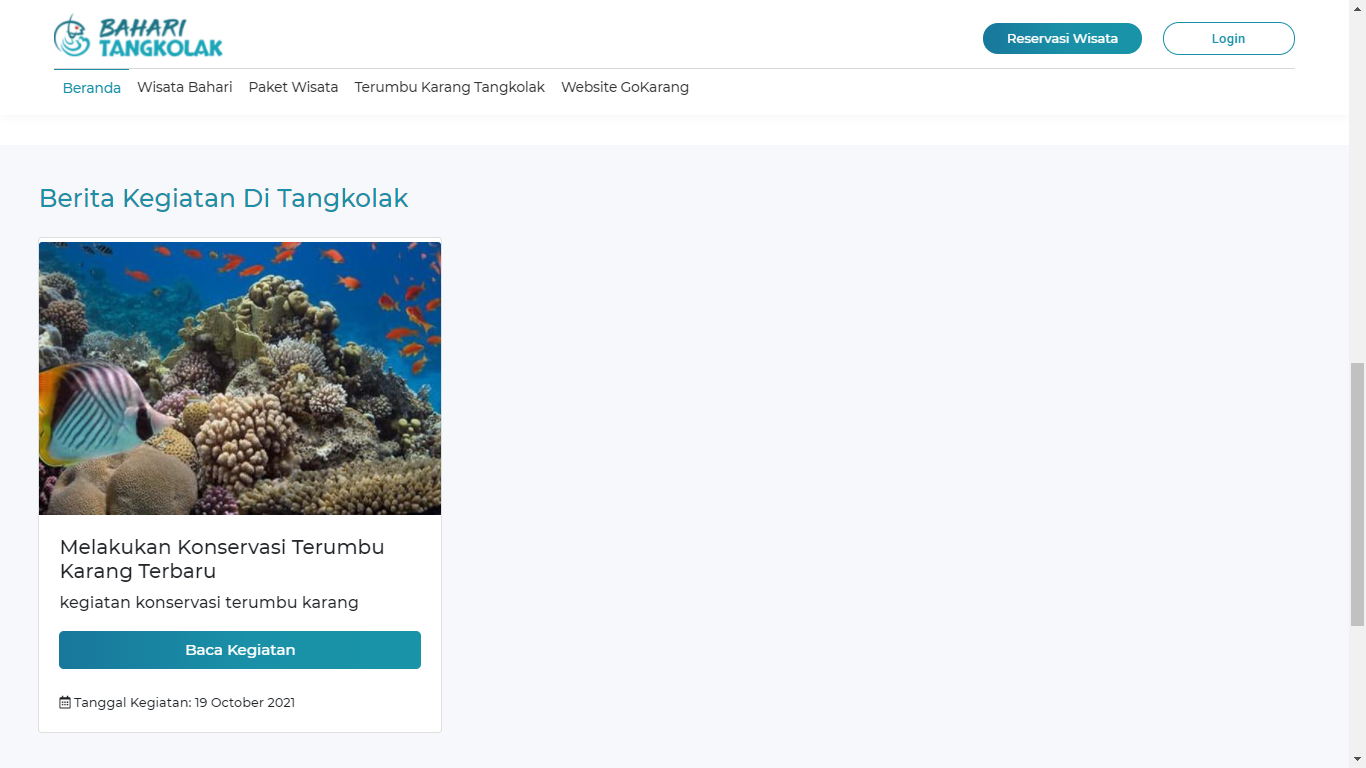 BAHARI
TANGKOLAK
Reservasi Wisata
Login
Beranda
Wisata Bahari
Paket Wisata
Terumbu Karang Tangkolak
Website GoKarang
Berita Kegiatan Di Tangkolak
Melakukan Konservasi Terumbu
Karang Terbaru
kegiatan konservasi terumbu karang
Baca Kegiatan
Tanggal Kegiatan: 19 October 2021